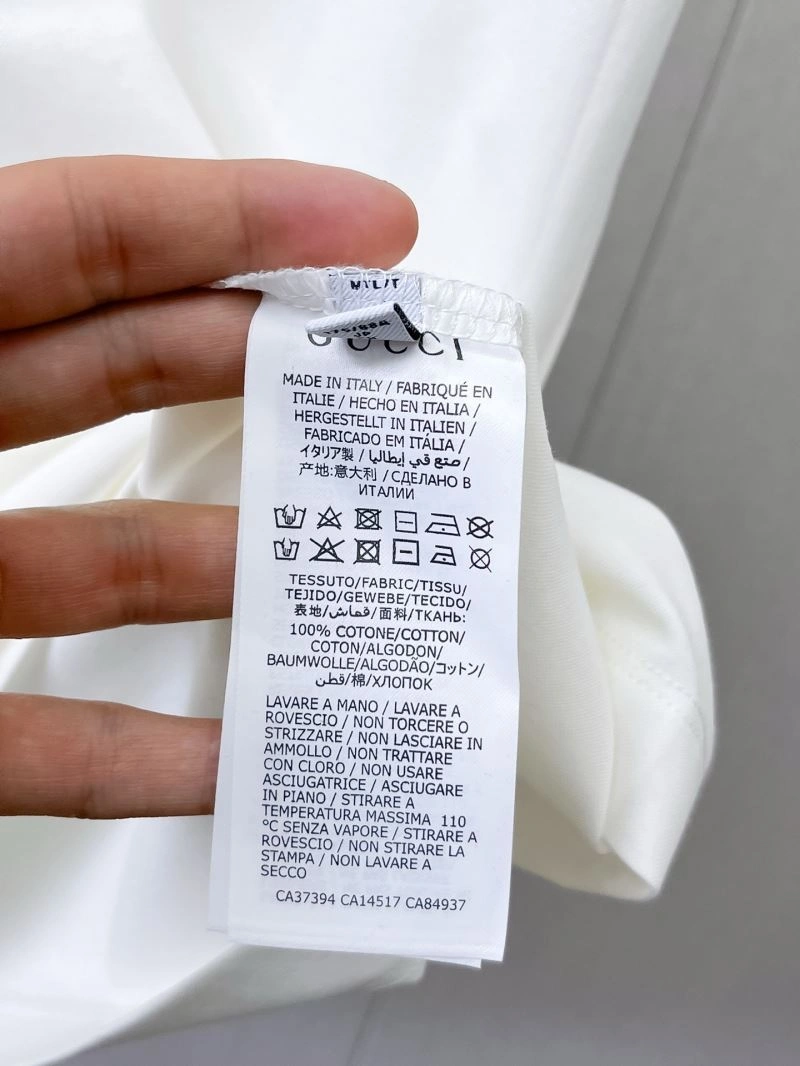 M\L/T
GUCCI
MADE IN ITALY / FABRIQUÉ EN
ITALIE / HECHO EN ITALIA /
HERGESTELLT IN ITALIEN /
FABRICADO EM ITÁLIA /
イタリア製 / صنع في إيطاليا /
产地:意大利 / СДЕЛАНО В
ИТАЛИИ
TESSUTO/FABRIC/TISSU/
TEJIDO/GEWEBE/TECIDO/
表地/قماش/面料/ТКАНЬ:
100% COTONE/COTTON/
COTON/ALGODON/
BAUMWOLLE/ALGODÃO/コットン/
قطن/棉/ХЛОПОК
LAVARE A MANO / LAVARE A
ROVESCIO / NON TORCERE O
STRIZZARE / NON LASCIARE IN
AMMOLLO / NON TRATTARE
CON CLORO / NON USARE
ASCIUGATRICE / ASCIUGARE
IN PIANO / STIRARE A
TEMPERATURA MASSIMA 110
°C SENZA VAPORE / STIRARE A
ROVESCIO / NON STIRARE LA
STAMPA / NON LAVARE A
SECCO
CA37394 CA14517 CA84937